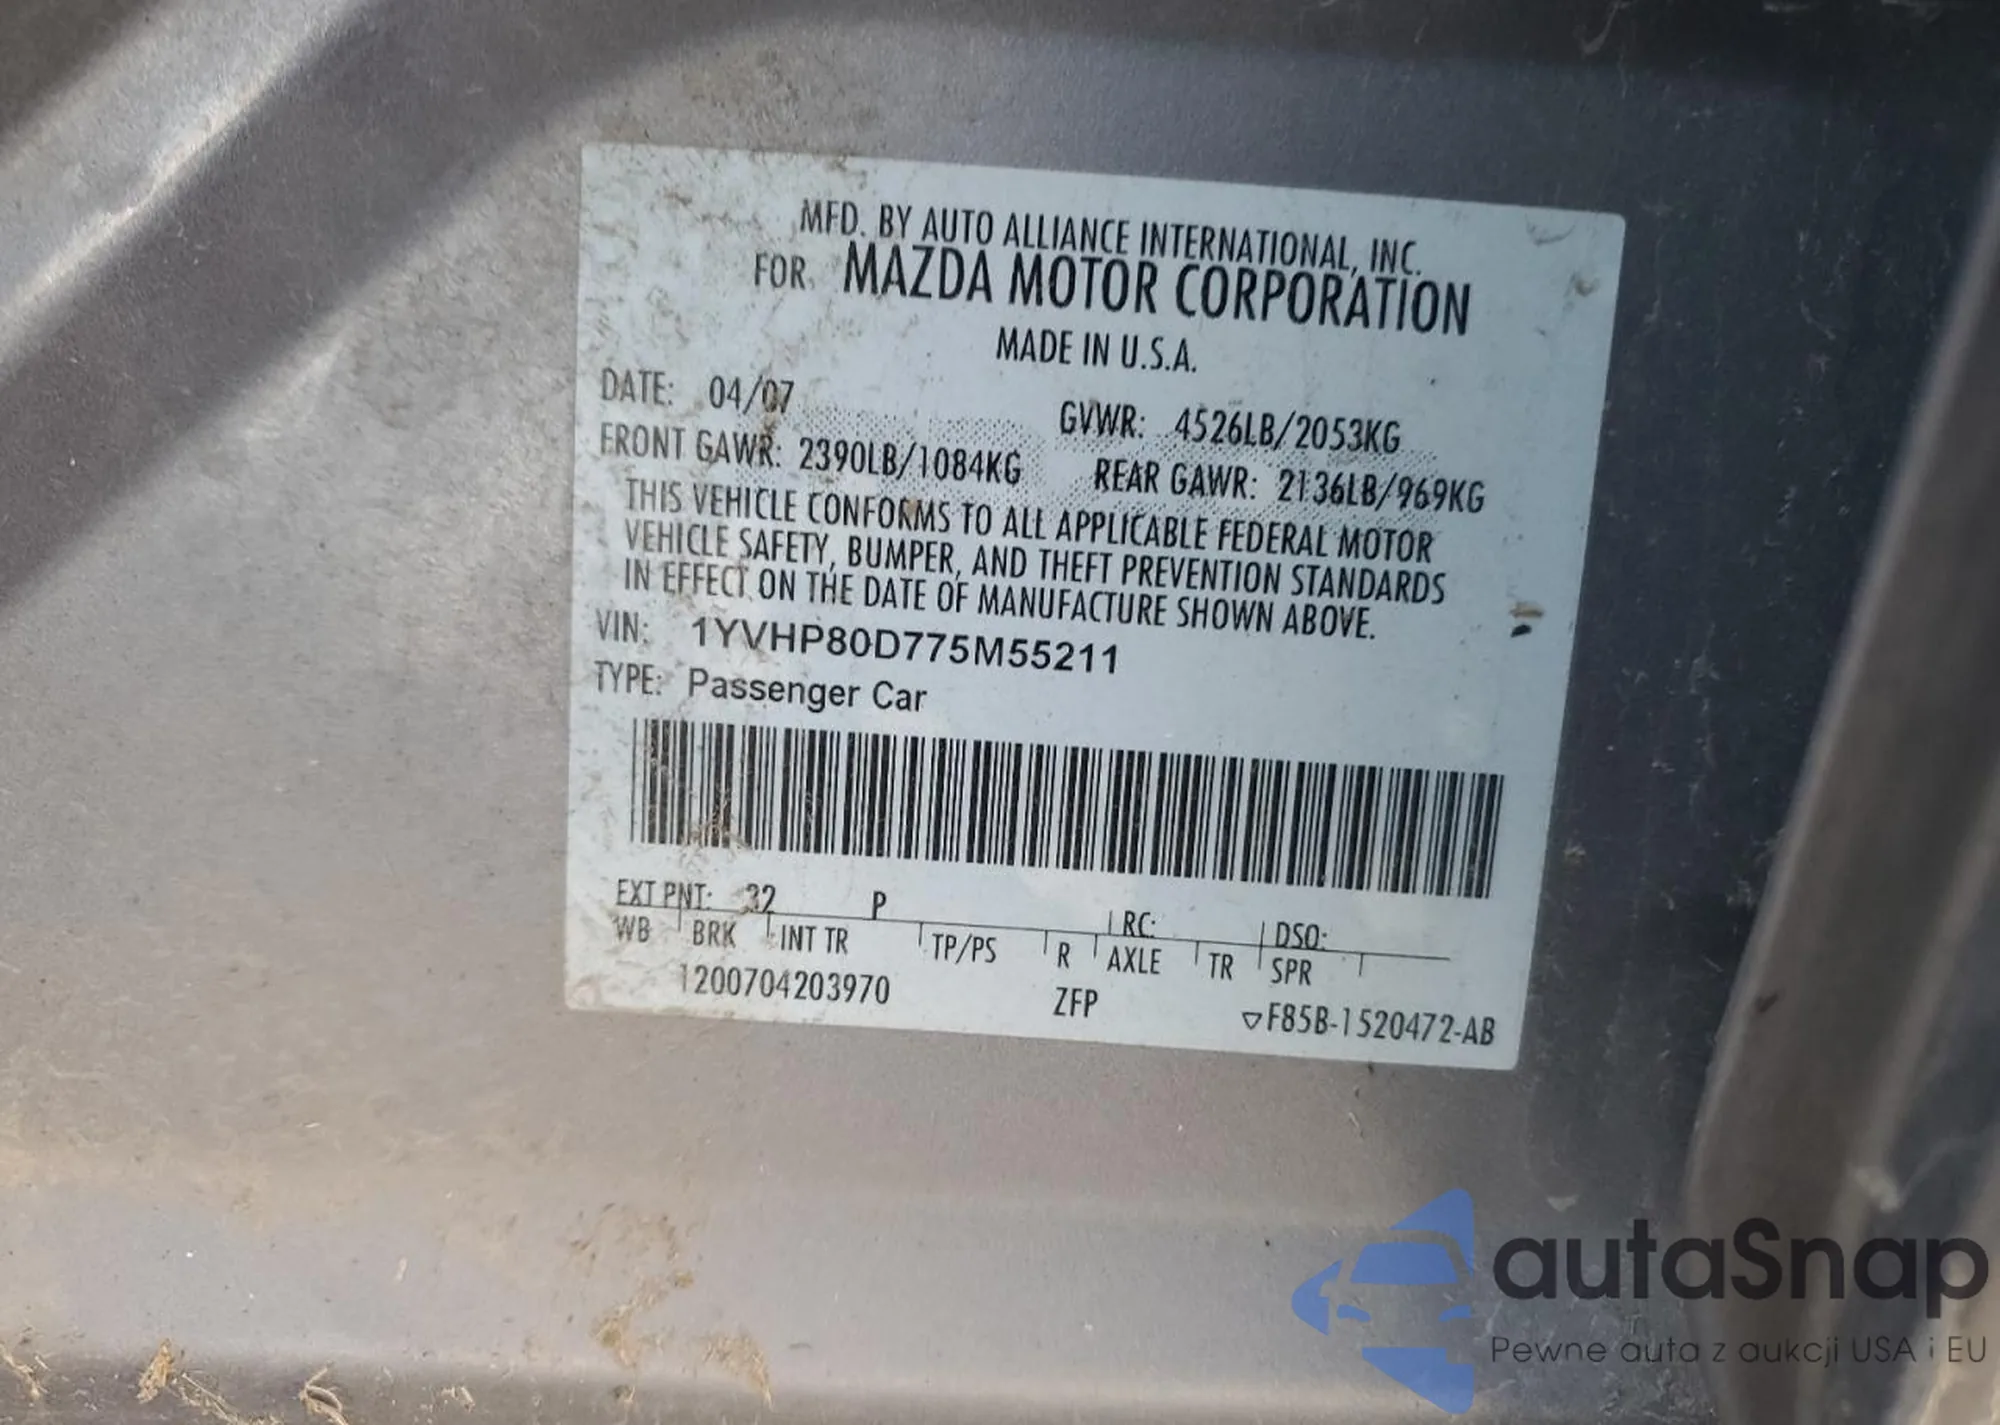 MFD. BY AUTO ALLIANCE INTERNATIONAL, INC.
FOR MAZDA MOTOR CORPORATION
MADE IN U.S.A.
DATE: 04/07 GVWR: 4526LB/2053KG
FRONT GAWR: 2390LB/1084KG REAR GAWR: 2136LB/969KG
THIS VEHICLE CONFORMS TO ALL APPLICABLE FEDERAL MOTOR
VEHICLE SAFETY, BUMPER, AND THEFT PREVENTION STANDARDS
IN EFFECT ON THE DATE OF MANUFACTURE SHOWN ABOVE.
VIN: 1YVHP80D775M55211
TYPE: Passenger Car
EXT PNT: 32 P RC: DSO:
WB BRK INT TR TP/PS R AXLE TR SPR
1200704203970 ZFP ▽F85B-1520472-AB
autaSnap
Pewne auta z aukcji USA i EU